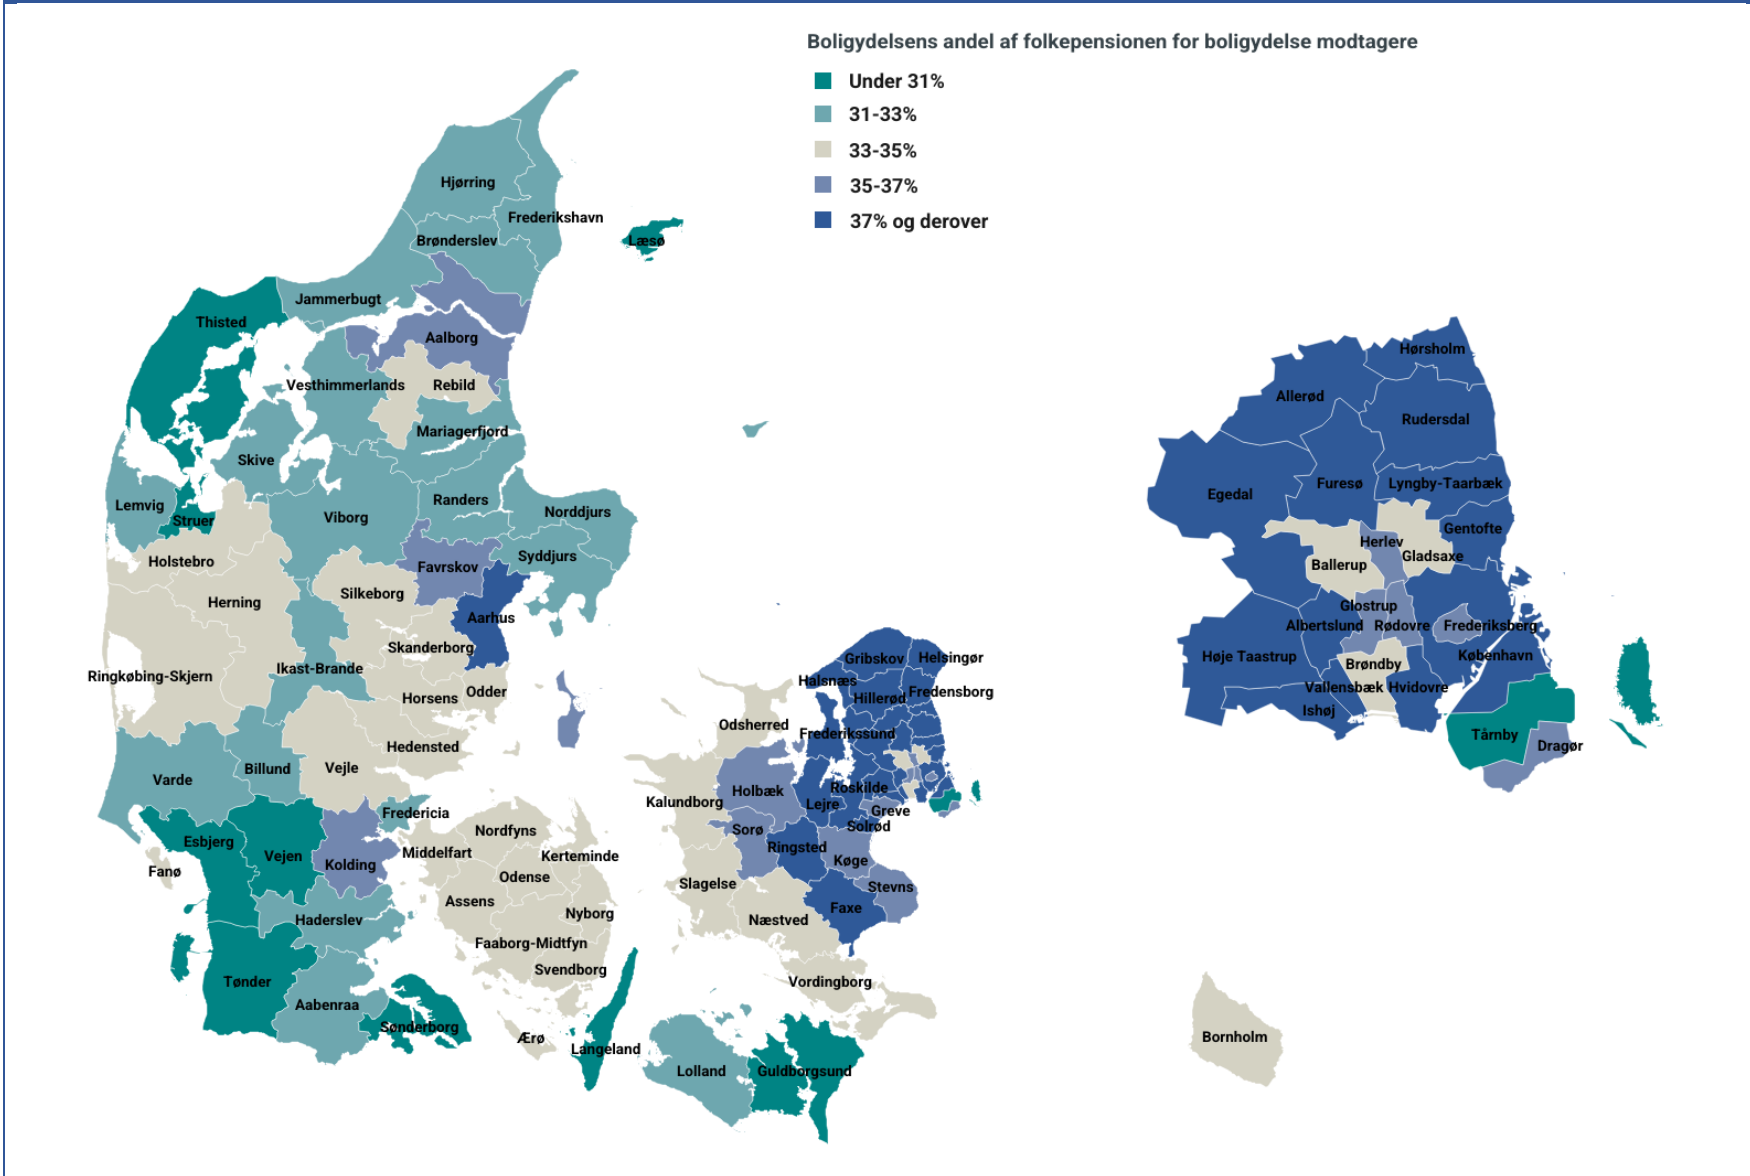 Boligydelsens andel af folkepensionen for boligydelse modtagere
Under 31%
31-33%
33-35%
35-37%
37% og derover
Hjørring
Frederikshavn
Brønderslev
Læsø
Jammerbugt
Thisted
Aalborg
Vesthimmerlands
Rebild
Mariagerfjord
Skive
Lemvig
Struer
Viborg
Randers
Norddjurs
Holstebro
Favrskov
Syddjurs
Herning
Silkeborg
Aarhus
Skanderborg
Ringkøbing-Skjern
Ikast-Brande
Horsens
Odder
Hedensted
Varde
Billund
Vejle
Fredericia
Esbjerg
Vejen
Kolding
Fanø
Haderslev
Tønder
Aabenraa
Sønderborg
Nordfyns
Middelfart
Kerteminde
Odense
Assens
Nyborg
Faaborg-Midtfyn
Svendborg
Ærø
Langeland
Gribskov
Helsingør
Halsnæs
Hillerød
Fredensborg
Odsherred
Frederikssund
Kalundborg
Holbæk
Roskilde
Lejre
Greve
Solrød
Sorø
Ringsted
Køge
Slagelse
Stevns
Faxe
Næstved
Vordingborg
Lolland
Guldborgsund
Hørsholm
Allerød
Rudersdal
Egedal
Furesø
Lyngby-Taarbæk
Gentofte
Herlev
Gladsaxe
Ballerup
Glostrup
Albertslund
Rødovre
Frederiksberg
Høje Taastrup
Brøndby
København
Vallensbæk
Hvidovre
Ishøj
Tårnby
Dragør
Bornholm